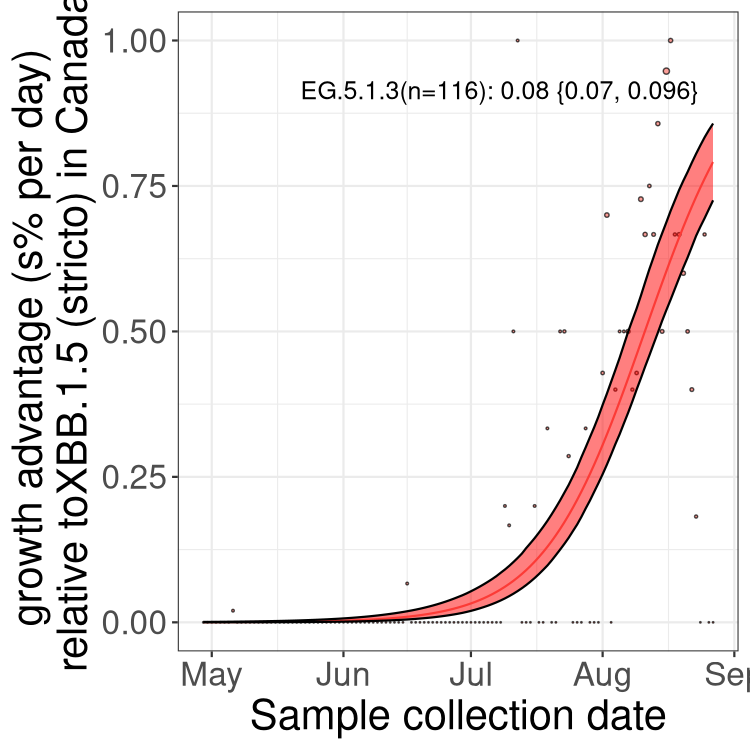 growth advantage (s% per day)
relative toXBB.1.5 (stricto) in Canada
1.00
EG.5.1.3(n=116): 0.08 {0.07, 0.096}
0.75
0.50
0.25
0.00
May Jun Jul Aug Sep
Sample collection date